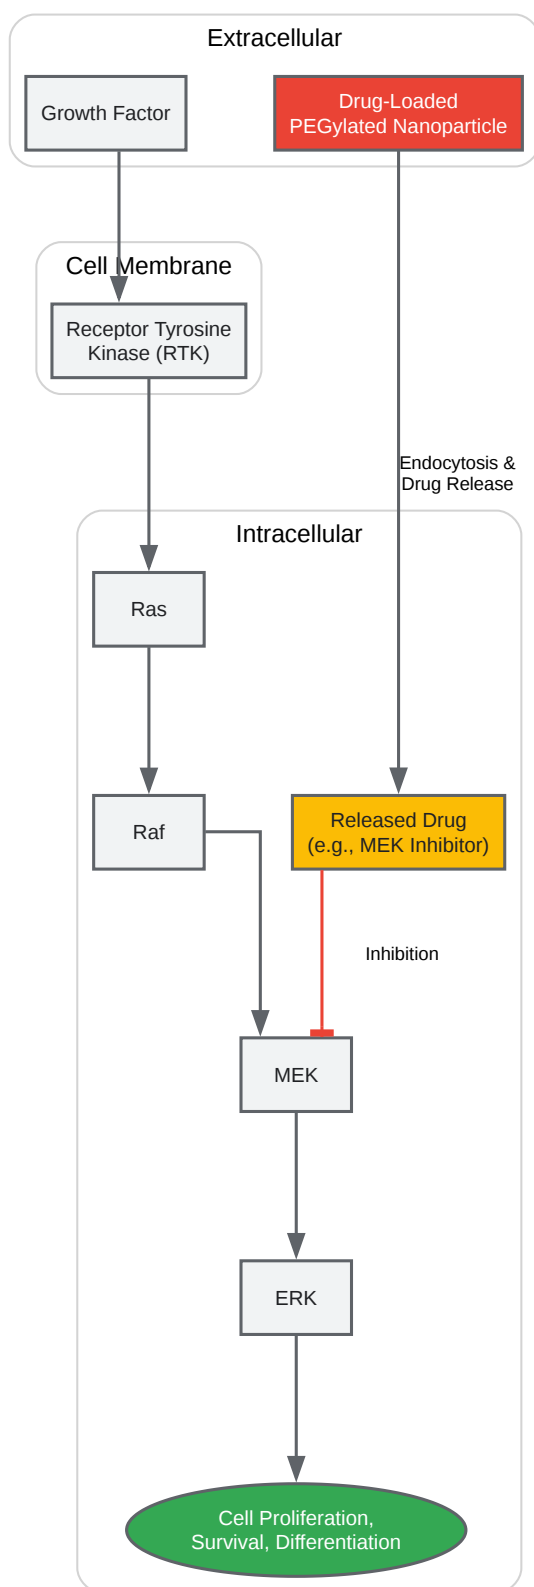 Extracellular
Growth Factor
Drug-Loaded
PEGylated Nanoparticle
Cell Membrane
Receptor Tyrosine
Kinase (RTK)
Endocytosis &
Drug Release
Intracellular
Ras
Raf
Released Drug
(e.g., MEK Inhibitor)
Inhibition
MEK
ERK
Cell Proliferation,
Survival, Differentiation